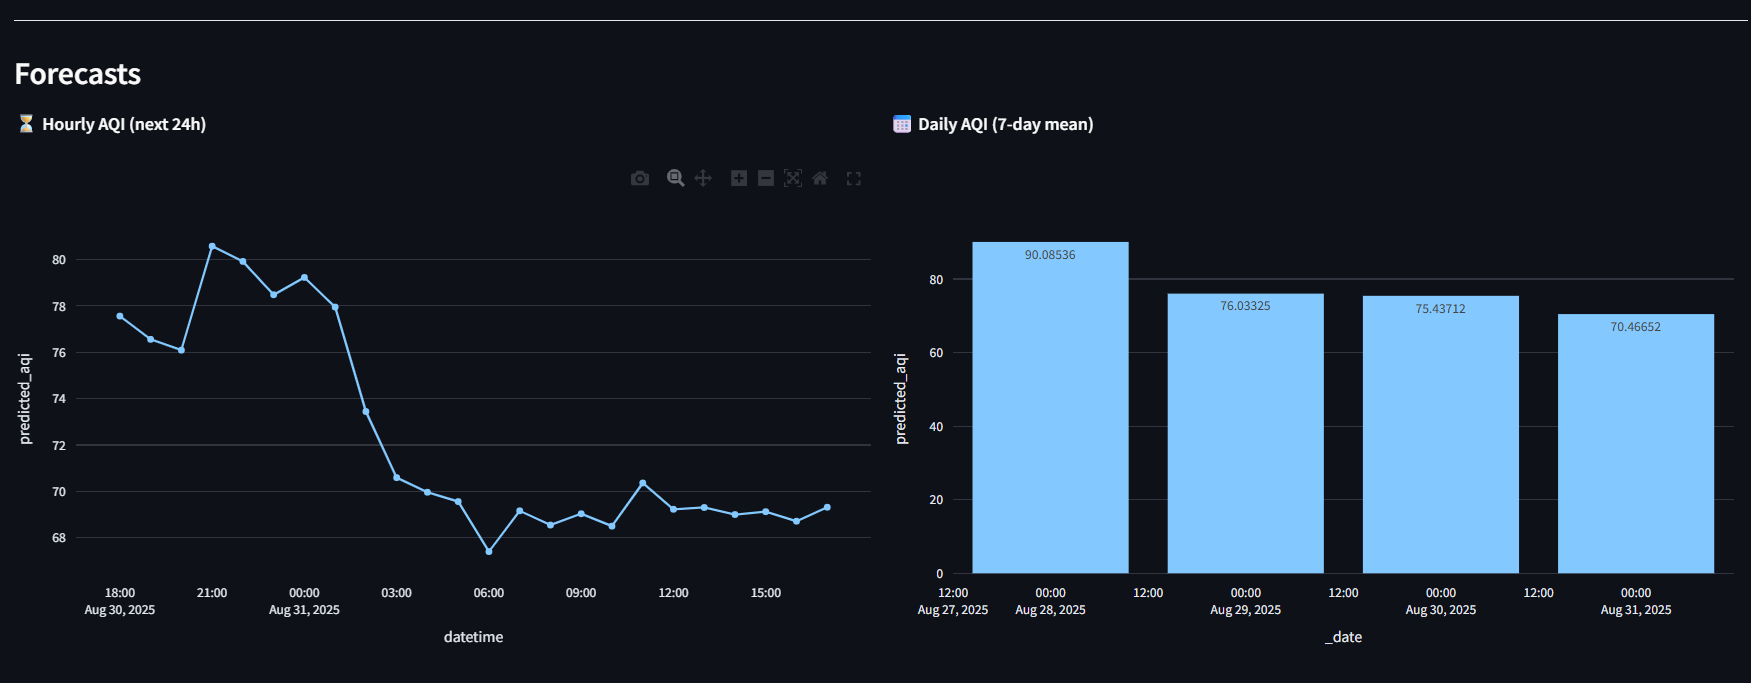 Forecasts
⏳ Hourly AQI (next 24h)
predicted_aqi
80
78
76
74
72
70
68
18:00 21:00 00:00 03:00 06:00 09:00 12:00 15:00
Aug 30, 2025 Aug 31, 2025
datetime
📅 Daily AQI (7-day mean)
predicted_aqi
80
60
40
20
0
90.08536
76.03325
75.43712
70.46652
12:00 00:00 12:00 00:00 12:00 00:00 12:00 00:00
Aug 27, 2025 Aug 28, 2025 Aug 29, 2025 Aug 30, 2025 Aug 31, 2025
_date